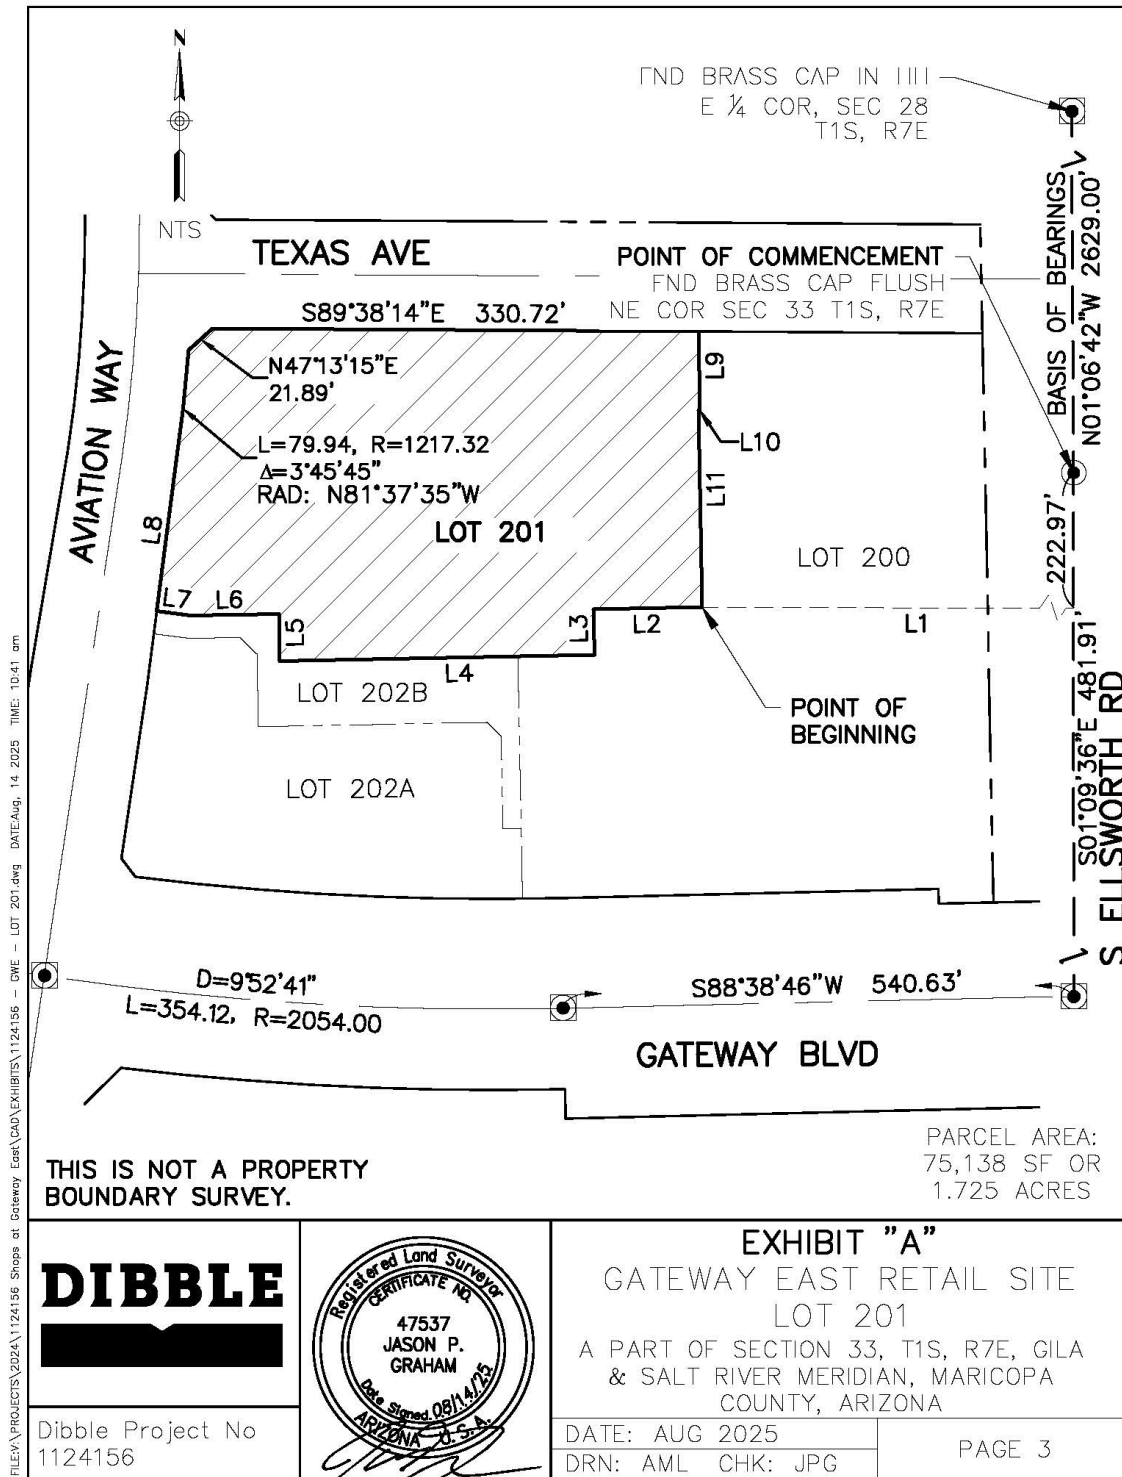 N
NTS
FND BRASS CAP IN HH
E ¼ COR, SEC 28
T1S, R7E
BASIS OF BEARINGS
N01°06'42"W 2629.00'
TEXAS AVE
POINT OF COMMENCEMENT
FND BRASS CAP FLUSH
NE COR SEC 33 T1S, R7E
S89°38'14"E 330.72'
AVIATION WAY
N47°13'15"E
21.89'
L=79.94, R=1217.32
Δ=3°45'45"
RAD: N81°37'35"W
LOT 201
L9
L10
L11
LOT 200
222.97'
L8
L7
L6
L5
L4
L3
L2
L1
POINT OF
BEGINNING
LOT 202B
LOT 202A
S01°09'36"E 481.91'
S ELLSWORTH RD
D=9°52'41"
L=354.12, R=2054.00
S88°38'46"W 540.63'
GATEWAY BLVD
PARCEL AREA:
75,138 SF OR
1.725 ACRES
THIS IS NOT A PROPERTY
BOUNDARY SURVEY.
DIBBLE
Dibble Project No
1124156
Registered Land Surveyor
CERTIFICATE NO.
47537
JASON P.
GRAHAM
Date Signed 08/14/25
ARIZONA U.S.A.
EXHIBIT "A"
GATEWAY EAST RETAIL SITE
LOT 201
A PART OF SECTION 33, T1S, R7E, GILA
& SALT RIVER MERIDIAN, MARICOPA
COUNTY, ARIZONA
DATE: AUG 2025
DRN: AML CHK: JPG
PAGE 3
FILE:V:\PROJECTS\2024\1124156 Shops at Gateway East\CAD\EXHIBITS\1124156 - GWE - LOT 201.dwg DATE:Aug, 14 2025 TIME: 10:41 am